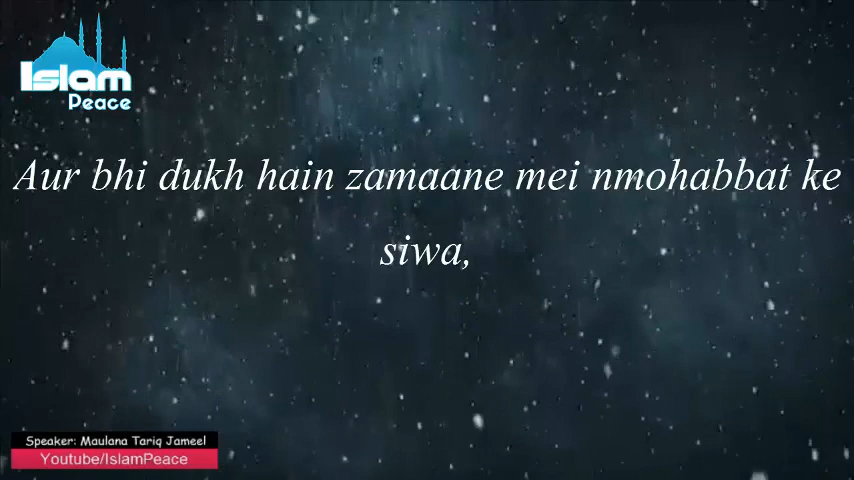 Islam
Peace
Aur bhi dukh hain zamaane mei nmohabbat ke
siwa,
Speaker: Maulana Tariq Jameel
Youtube/IslamPeace